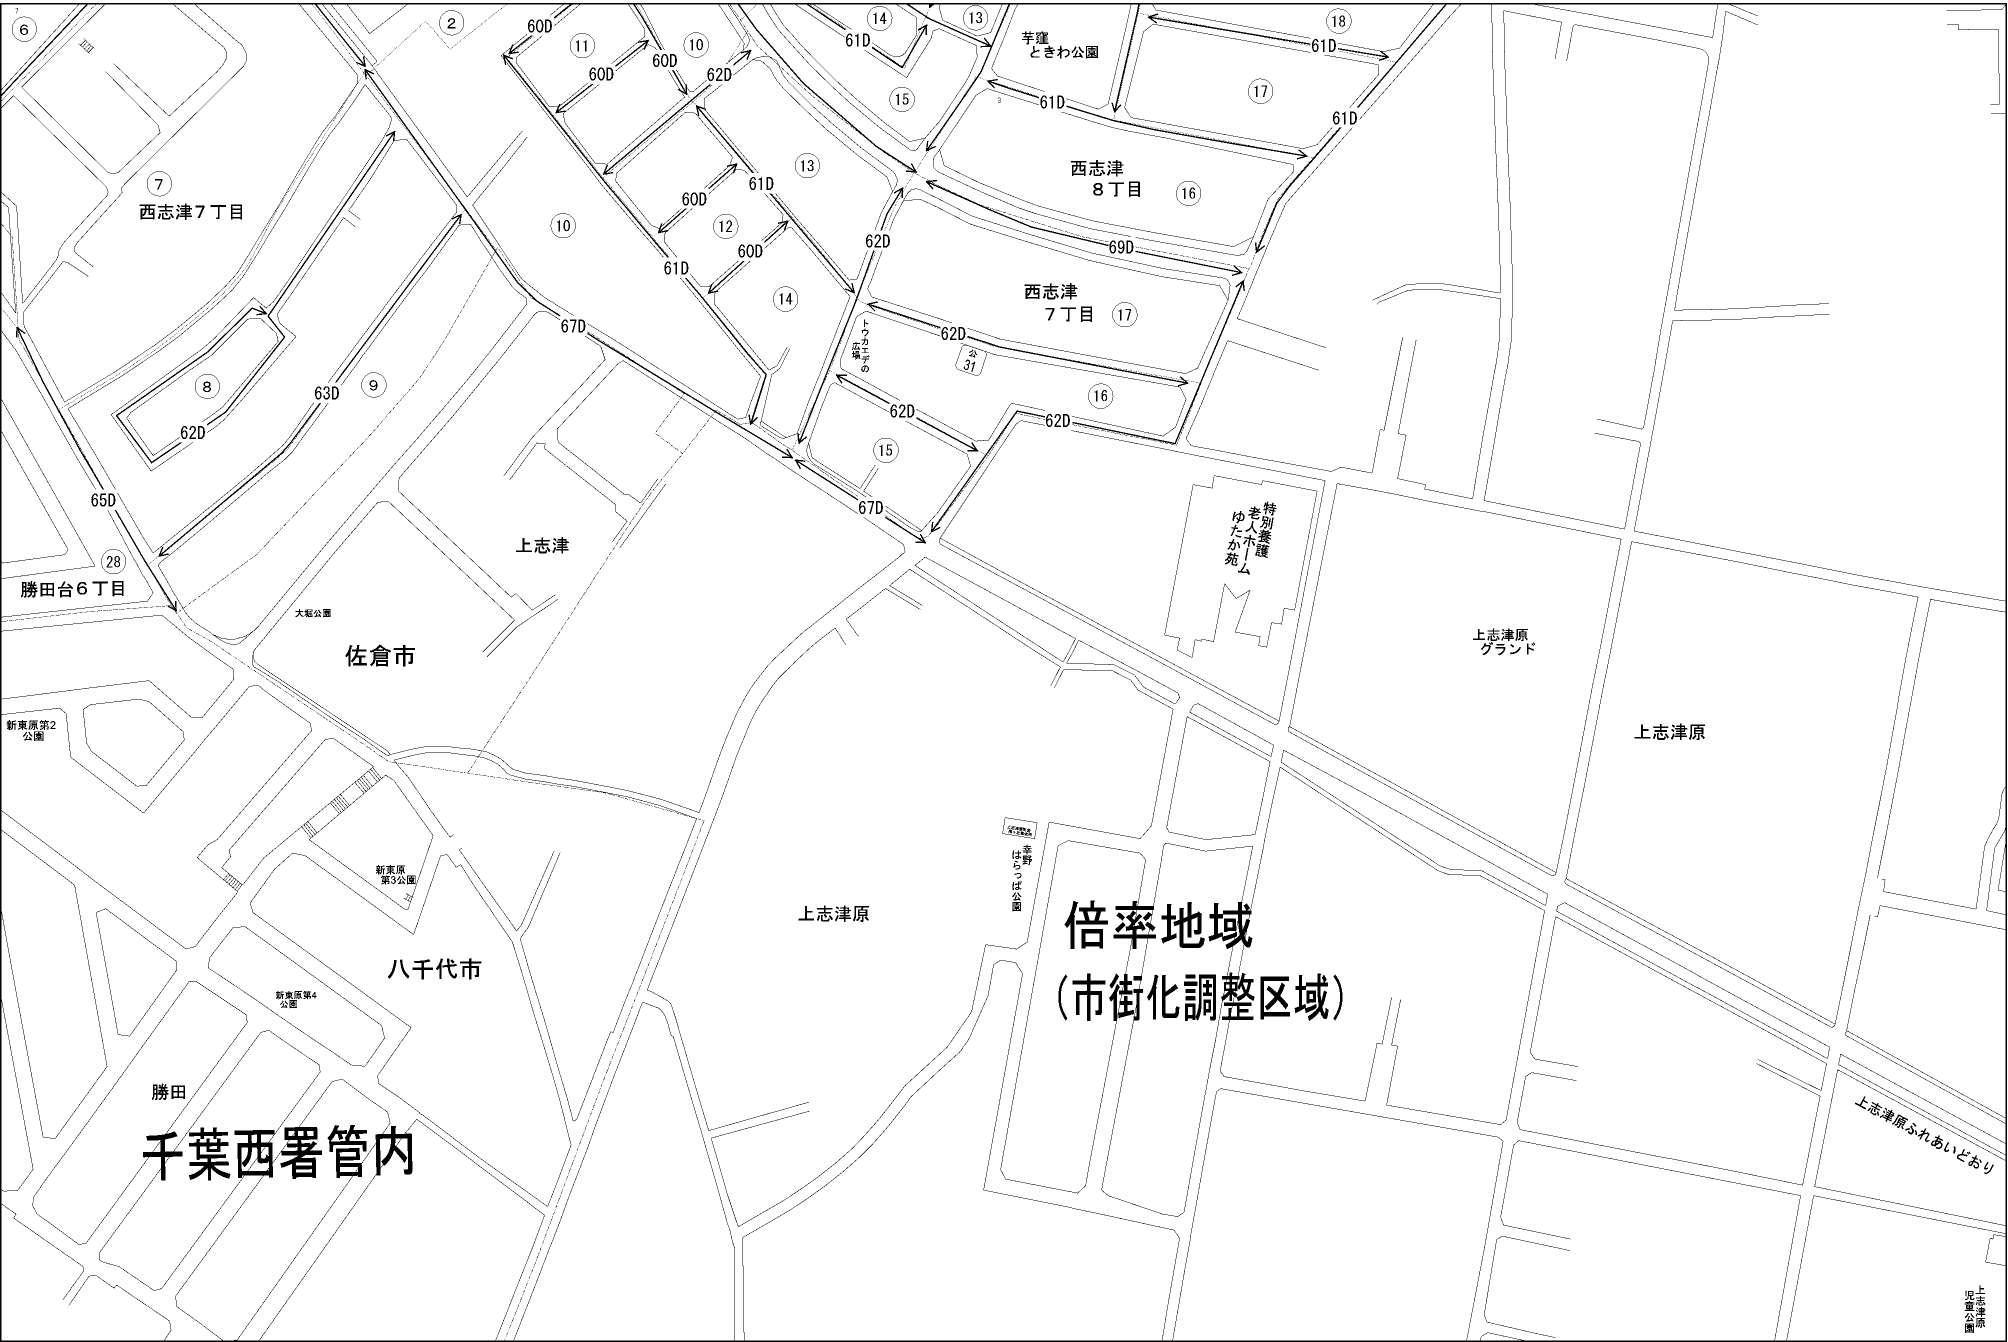 ⑥
②
60D
⑪
60D
⑩
60D
62D
⑭
61D
⑬
芋窪
ときわ公園
⑱
61D
⑮
61D
⑰
61D
⑦
西志津7丁目
⑩
⑬
61D
60D
⑫
60D
61D
⑭
62D
西志津
8丁目
⑯
69D
西志津
7丁目
⑰
67D
トウカエデの
広場
62D
公
31
⑯
62D
62D
⑮
67D
⑧
62D
63D
⑨
65D
㉘
勝田台6丁目
上志津
特別養護
老人ホーム
ゆたか苑
大堀公園
佐倉市
上志津原
グランド
上志津原
新東原第2
公園
新東原
第3公園
幸野
はらっぱ公園
上志津原
倍率地域
(市街化調整区域)
八千代市
新東原第4
公園
勝田
千葉西署管内
上志津原ふれあいどおり
上志津原
児童公園